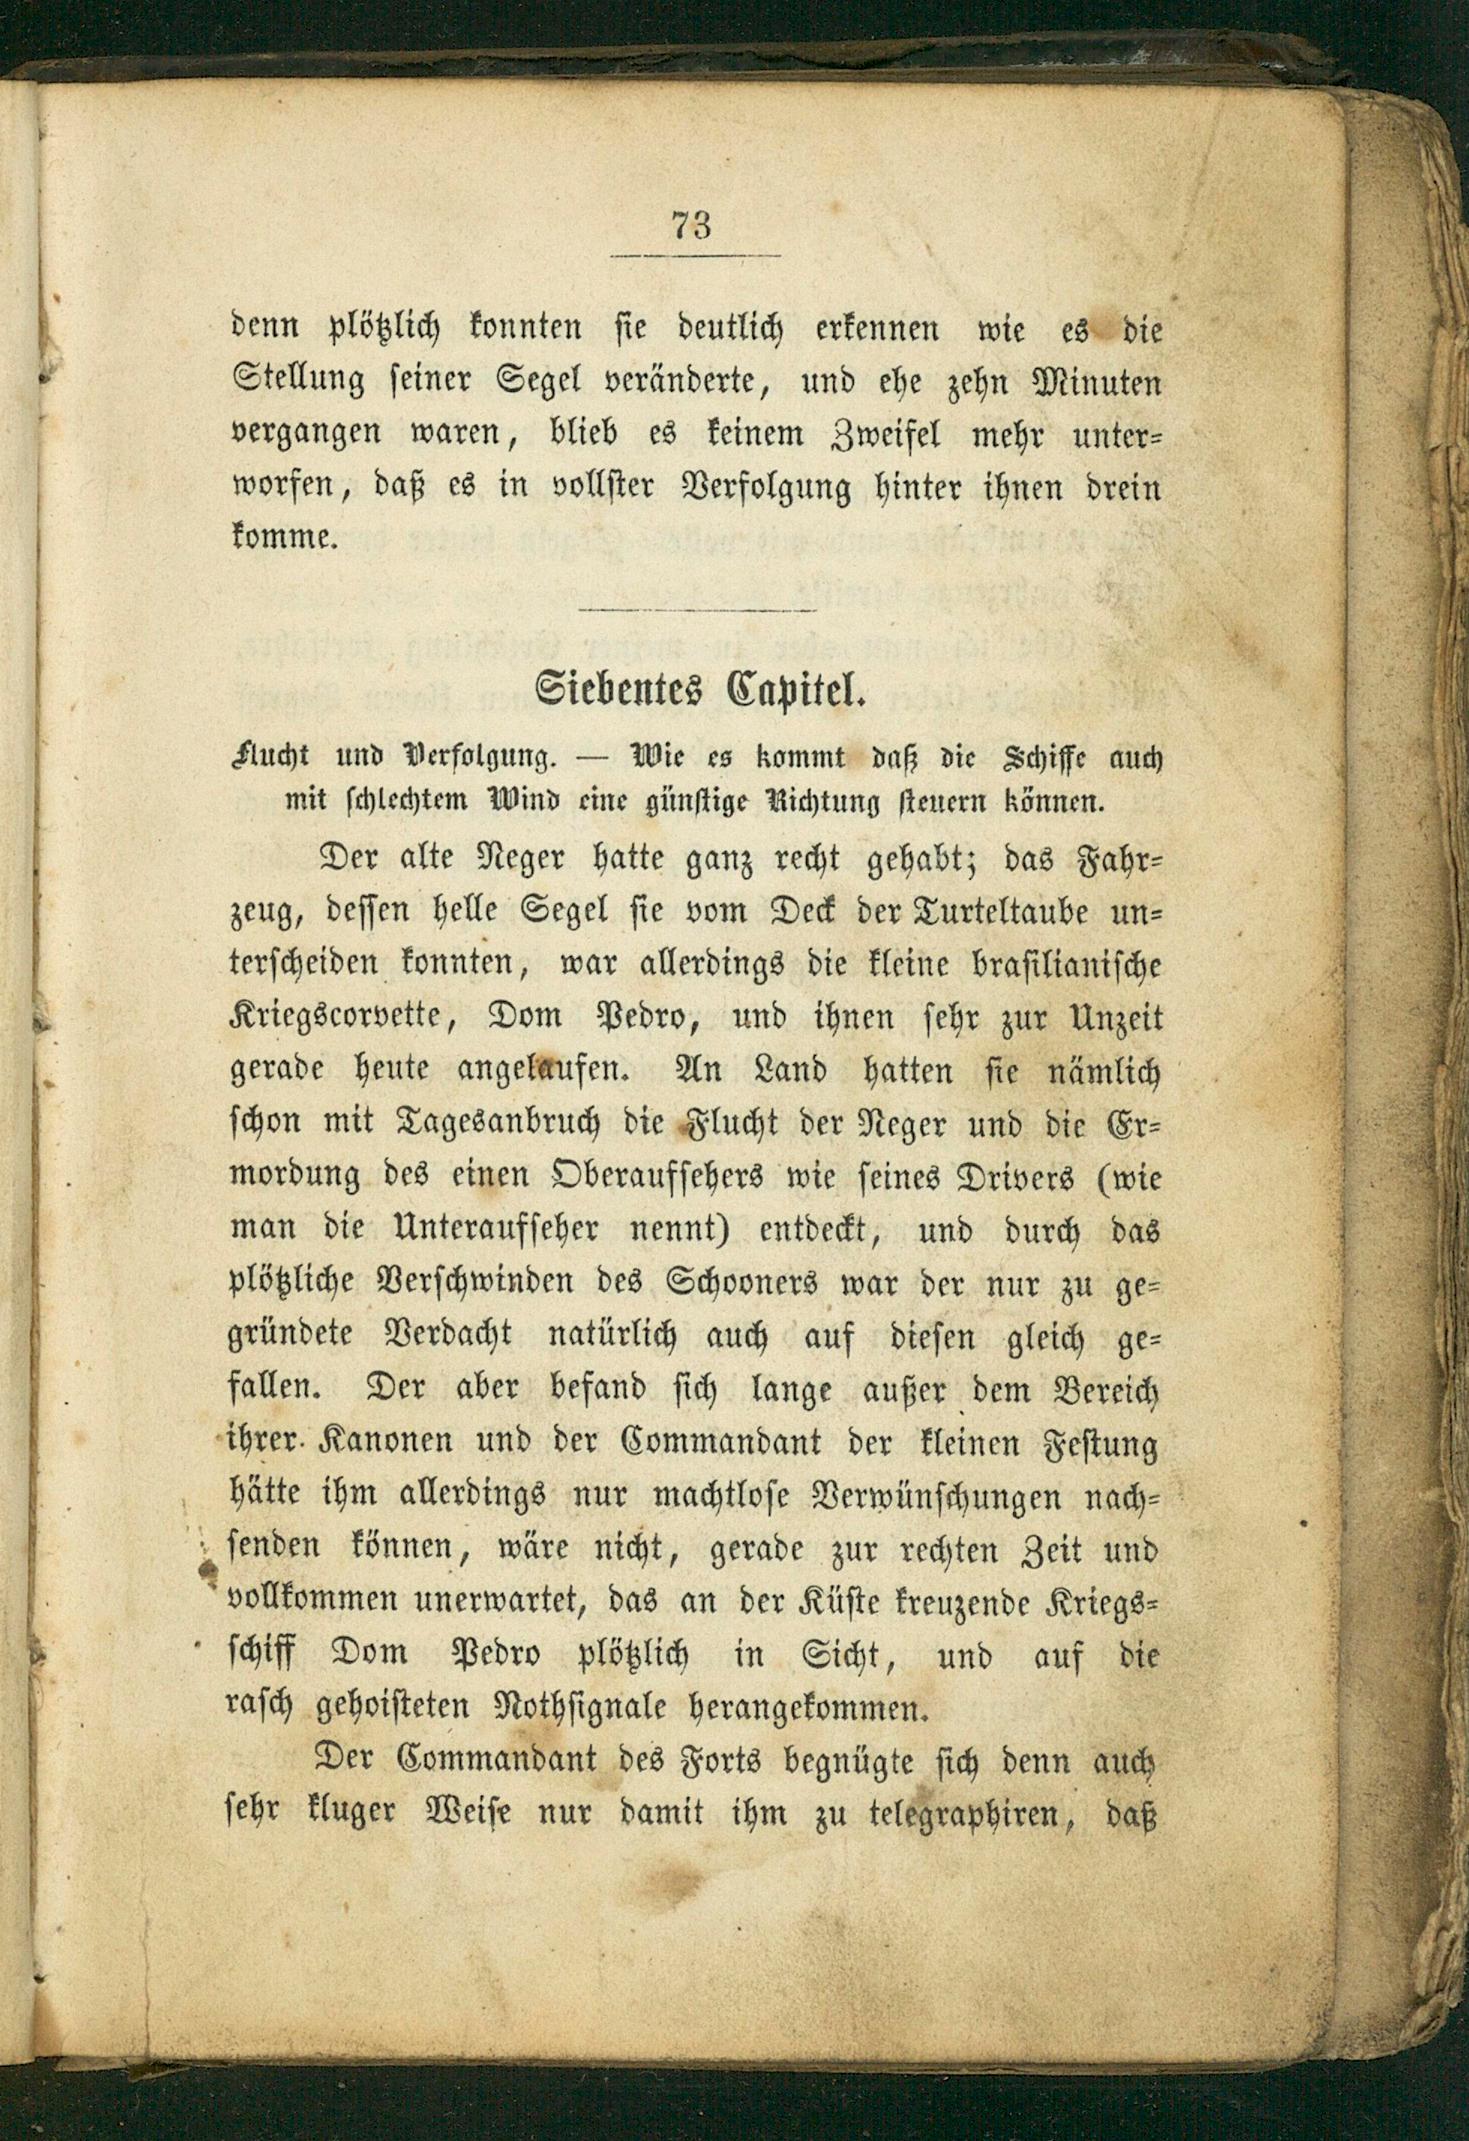 73
denn plötzlich konnten sie deutlich erkennen wie es die
Stellung seiner Segel veränderte, und ehe zehn Minuten
vergangen waren, blieb es keinem Zweifel mehr unter-
worfen, daß es in vollster Verfolgung hinter ihnen drein
komme.
Siebentes Capitel.
Flucht und Verfolgung. — Wie es kommt daß die Schiffe auch
mit schlechtem Wind eine günstige Richtung steuern können.
Der alte Neger hatte ganz recht gehabt; das Fahr-
zeug, dessen helle Segel sie vom Deck der Turteltaube un-
terscheiden konnten, war allerdings die kleine brasilianische
Kriegscorvette, Dom Pedro, und ihnen sehr zur Unzeit
gerade heute angelaufen. An Land hatten sie nämlich
schon mit Tagesanbruch die Flucht der Neger und die Er-
mordung des einen Oberaufsehers wie seines Drivers (wie
man die Unteraufseher nennt) entdeckt, und durch das
plötzliche Verschwinden des Schooners war der nur zu ge-
gründete Verdacht natürlich auch auf diesen gleich ge-
fallen. Der aber befand sich lange außer dem Bereich
ihrer Kanonen und der Commandant der kleinen Festung
hätte ihm allerdings nur machtlose Verwünschungen nach-
senden können, wäre nicht, gerade zur rechten Zeit und
vollkommen unerwartet, das an der Küste kreuzende Kriegs-
schiff Dom Pedro plötzlich in Sicht, und auf die
rasch gehoisteten Nothsignale herangekommen.
Der Commandant des Forts begnügte sich denn auch
sehr kluger Weise nur damit ihm zu telegraphiren, daß